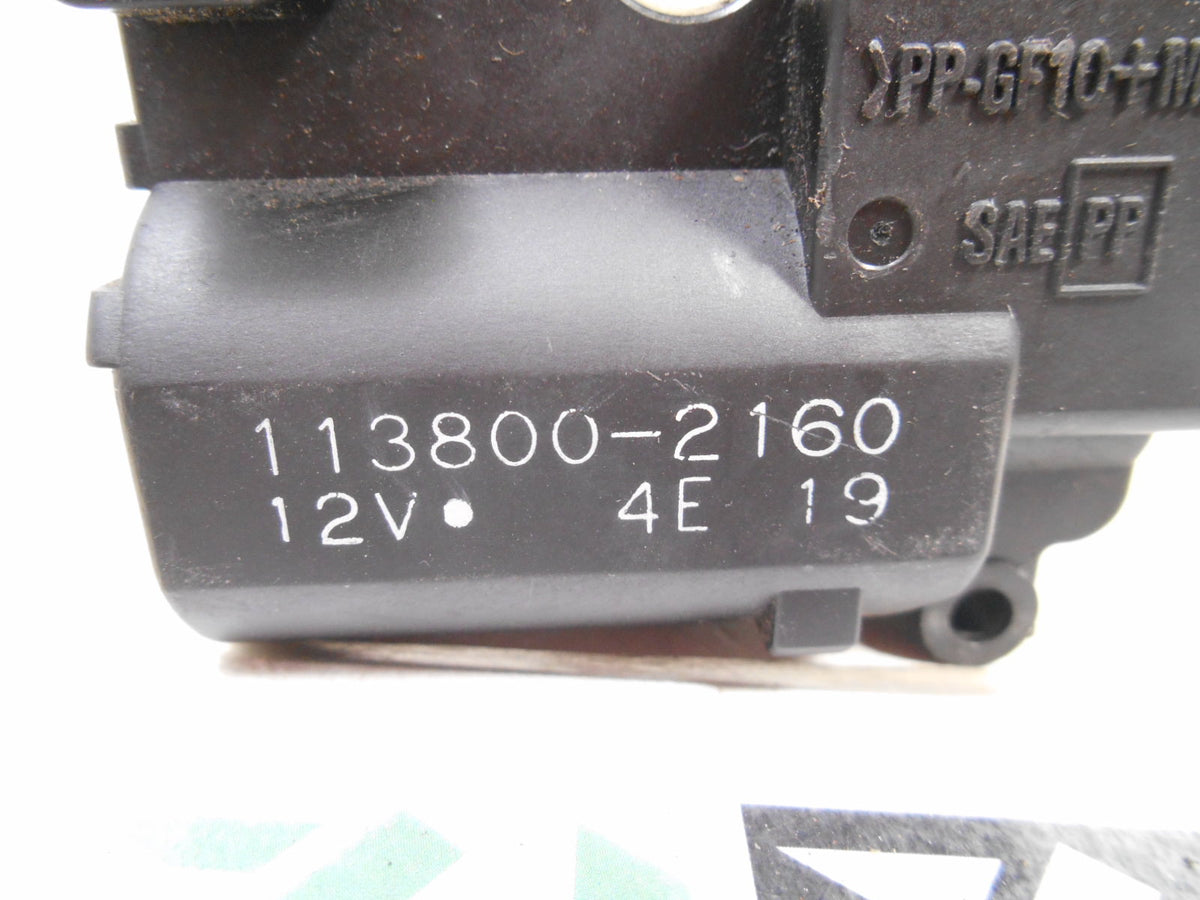 >PP-GF10+M
SAE PP
113800-2160
12V• 4E 19